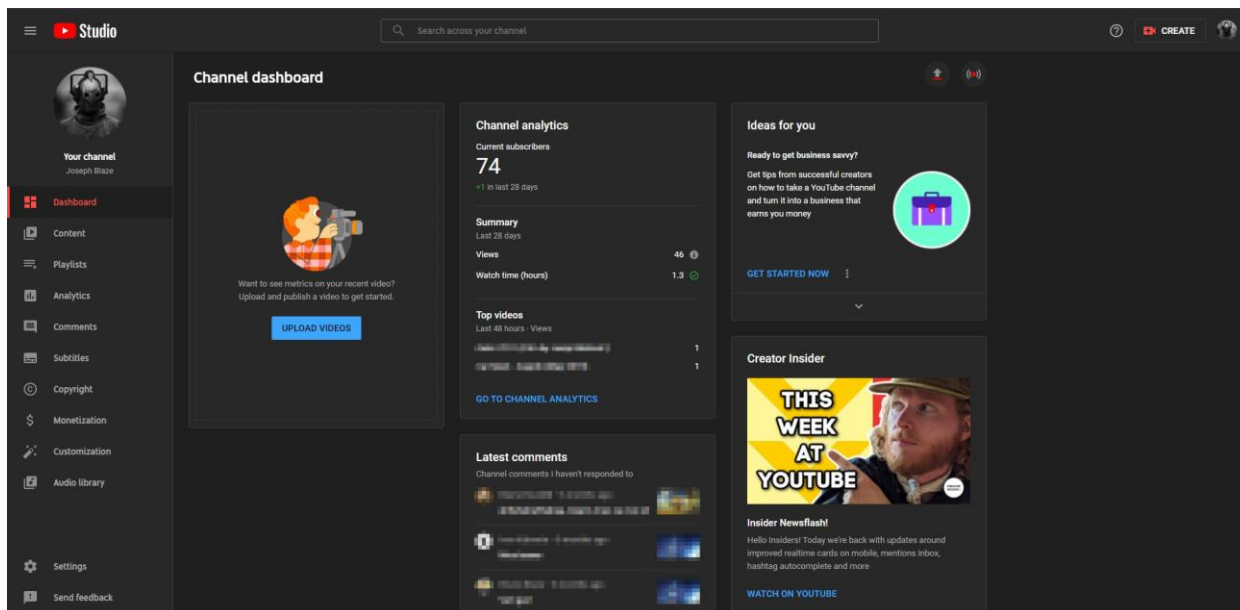 Studio
Search across your channel
CREATE
Your channel
Joseph Blaze
Dashboard
Content
Playlists
Analytics
Comments
Subtitles
Copyright
Monetization
Customization
Audio library
Settings
Send feedback
Channel dashboard
Want to see metrics on your recent video?
Upload and publish a video to get started.
UPLOAD VIDEOS
Channel analytics
Current subscribers
74
+1 in last 28 days
Summary
Last 28 days
Views 46
Watch time (hours) 1.3
Top videos
Last 48 hours · Views
1
1
GO TO CHANNEL ANALYTICS
Latest comments
Channel comments I haven't responded to
Ideas for you
Ready to get business savvy?
Get tips from successful creators
on how to take a YouTube channel
and turn it into a business that
earns you money
GET STARTED NOW
Creator Insider
THIS
WEEK
AT
YOUTUBE
Insider Newsflash!
Hello Insiders! Today we're back with updates around
improved realtime cards on mobile, mentions inbox,
hashtag autocomplete and more
WATCH ON YOUTUBE